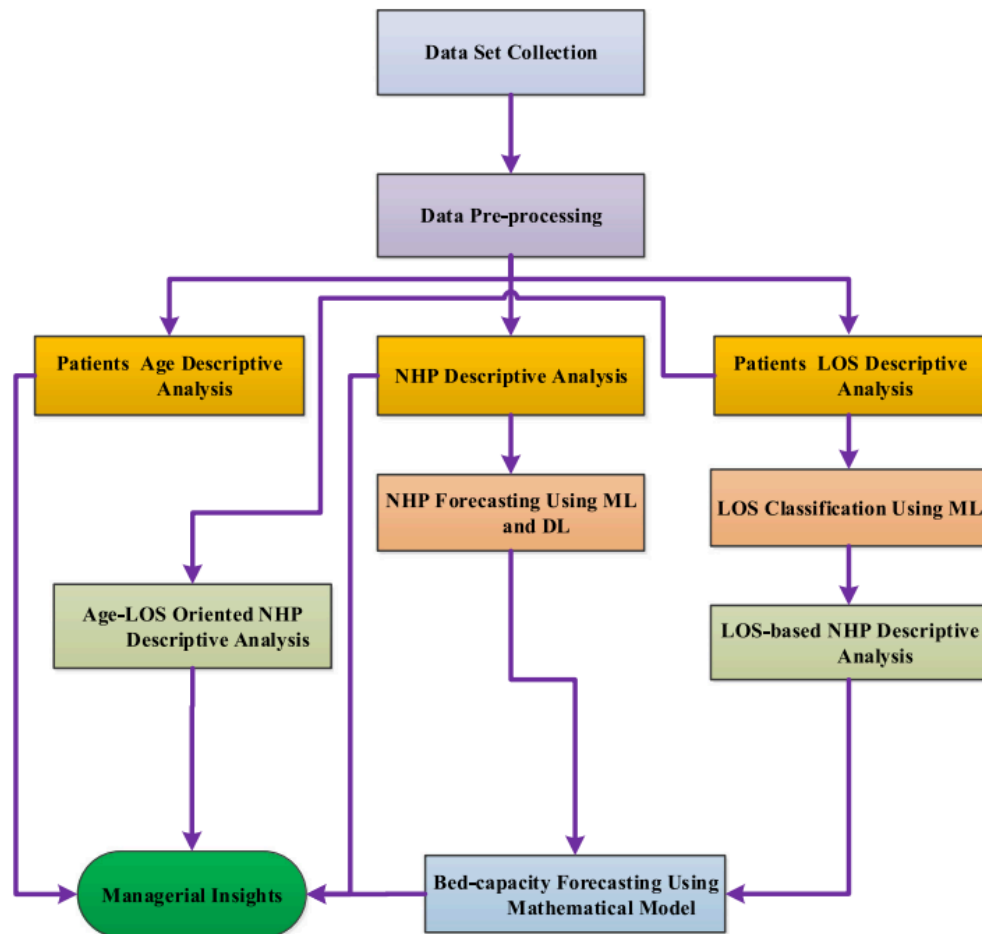 Data Set Collection
Data Pre-processing
Patients Age Descriptive
Analysis
NHP Descriptive Analysis
Patients LOS Descriptive
Analysis
NHP Forecasting Using ML
and DL
LOS Classification Using ML
Age-LOS Oriented NHP
Descriptive Analysis
LOS-based NHP Descriptive
Analysis
Managerial Insights
Bed-capacity Forecasting Using
Mathematical Model